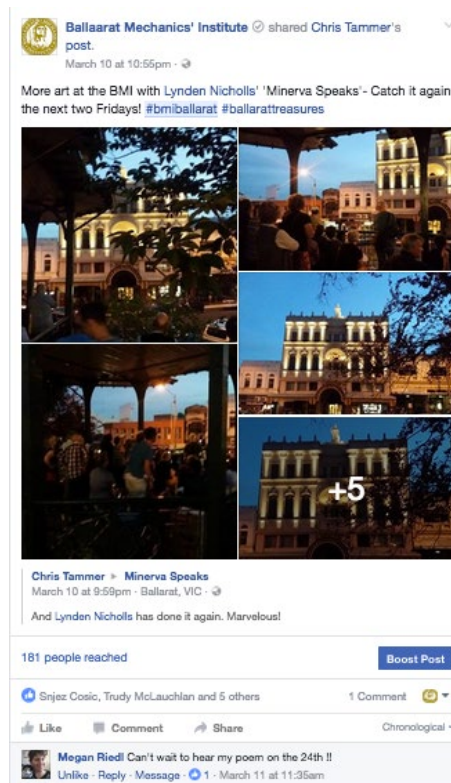 Ballaarat Mechanics' Institute shared Chris Tammer's
post.
March 10 at 10:55pm ·
More art at the BMI with Lynden Nicholls' 'Minerva Speaks'- Catch it again
the next two Fridays! #bmiballarat #ballarattreasures
+5
Chris Tammer ▸ Minerva Speaks
March 10 at 9:59pm · Ballarat, VIC ·
And Lynden Nicholls has done it again. Marvelous!
181 people reached
Boost Post
Snjez Cosic, Trudy McLauchlan and 5 others
1 Comment
Like Comment Share
Chronological
Megan Riedl Can't wait to hear my poem on the 24th !!
Unlike · Reply · Message · 1 · March 11 at 11:35am